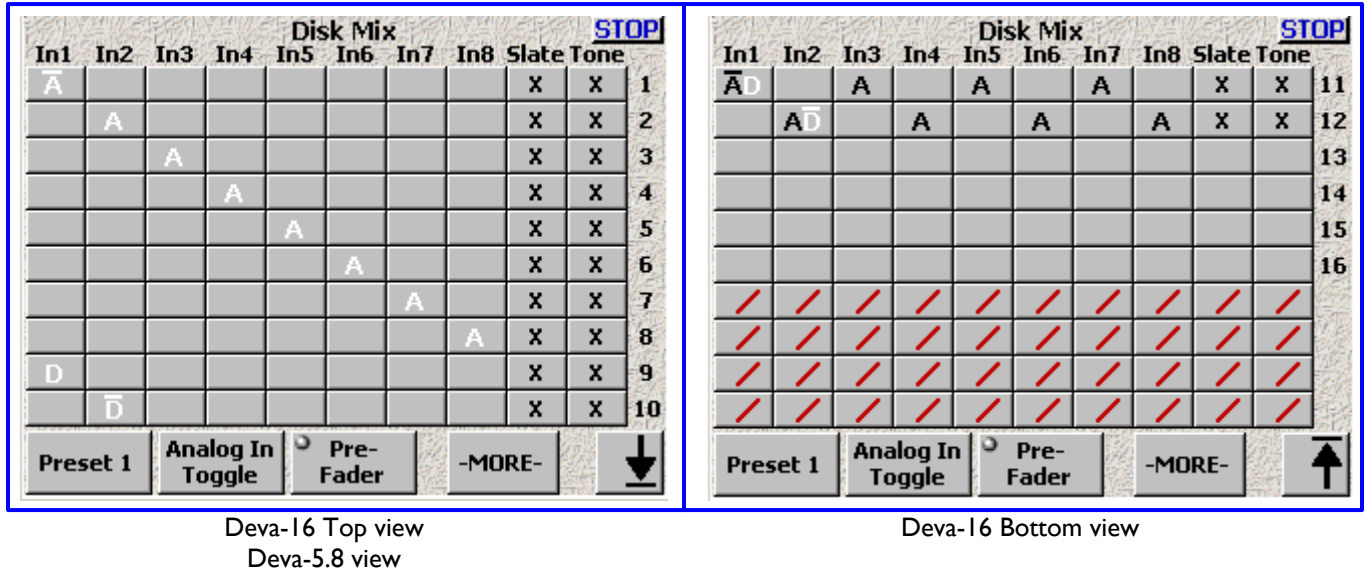 Disk Mix STOP
In1 In2 In3 In4 In5 In6 In7 In8 Slate Tone
A̅ X X 1
A X X 2
A X X 3
A X X 4
A X X 5
A X X 6
A X X 7
A X X 8
D X X 9
D̅ X X 10
Preset 1 Analog In Toggle Pre-Fader -MORE-
Disk Mix STOP
In1 In2 In3 In4 In5 In6 In7 In8 Slate Tone
A̅D A A A X X 11
AD̅ A A A X X 12
13
14
15
16
Preset 1 Analog In Toggle Pre-Fader -MORE-
Deva-16 Top view
Deva-5.8 view
Deva-16 Bottom view